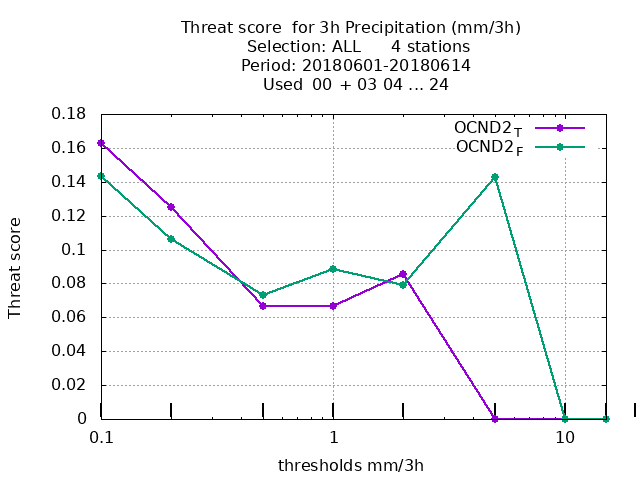 Threat score  for 3h Precipitation (mm/3h)
Selection: ALL      4 stations
Period: 20180601-20180614
Used  00  + 03 04 ... 24
0.18
0.16
0.14
0.12
0.1
0.08
0.06
0.04
0.02
0
Threat score
OCND2T
OCND2F
0.1 1 10
thresholds mm/3h